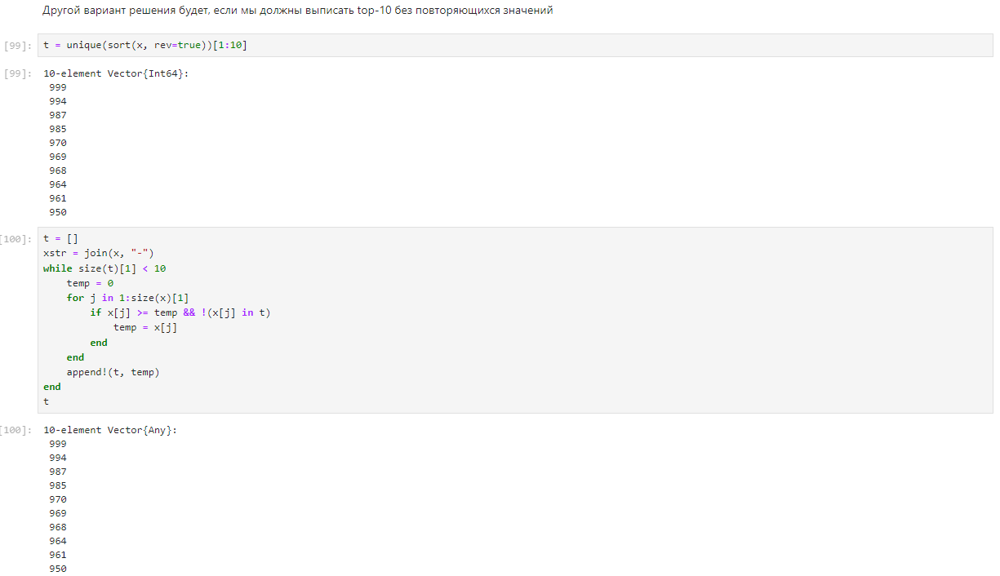 Другой вариант решения будет, если мы должны выписать top-10 без повторяющихся значений
[99]: t = unique(sort(x, rev=true))[1:10]
[99]: 10-element Vector{Int64}:
999
994
987
985
970
969
968
964
961
950
[100]: t = []
xstr = join(x, "-")
while size(t)[1] < 10
    temp = 0
    for j in 1:size(x)[1]
        if x[j] >= temp && !(x[j] in t)
            temp = x[j]
        end
    end
    append!(t, temp)
end
t
[100]: 10-element Vector{Any}:
999
994
987
985
970
969
968
964
961
950